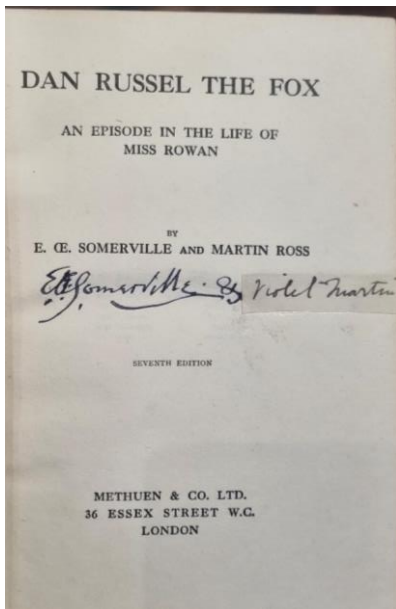 DAN RUSSEL THE FOX
AN EPISODE IN THE LIFE OF
MISS ROWAN
BY
E. Œ. SOMERVILLE AND MARTIN ROSS
E Œ Somerville & Violet Martin
SEVENTH EDITION
METHUEN & CO. LTD.
36 ESSEX STREET W.C.
LONDON